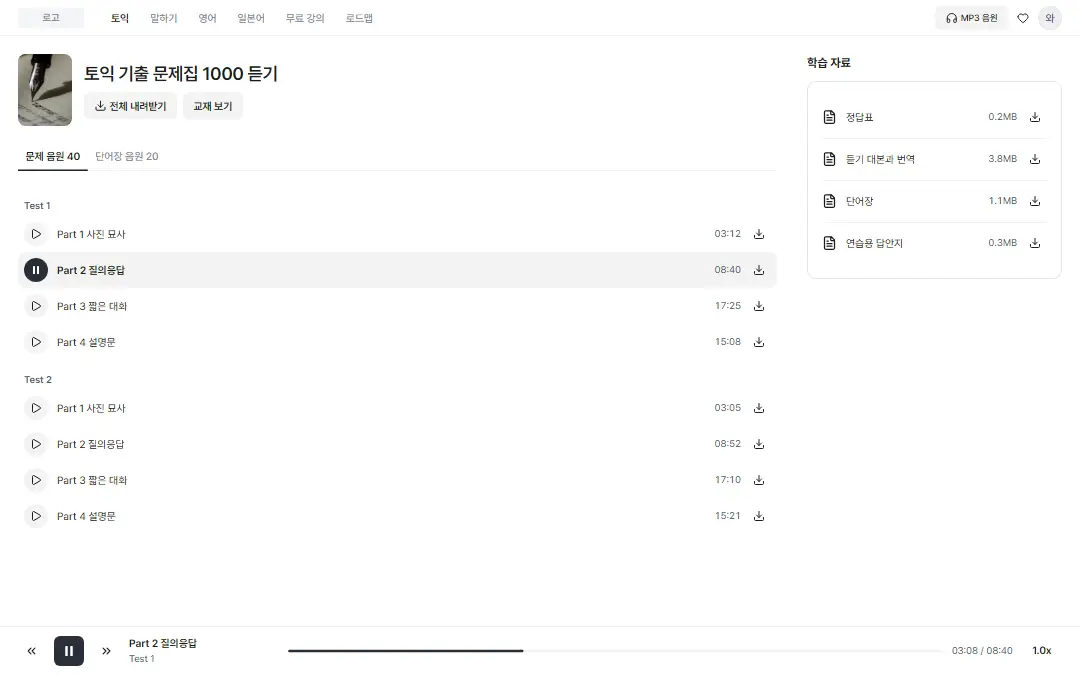 로고
토익
말하기
영어
일본어
무료 강의
로드맵
MP3 음원
와
토익 기출 문제집 1000 듣기
전체 내려받기
교재 보기
문제 음원 40
단어장 음원 20
Test 1
Part 1 사진 묘사 03:12
Part 2 질의응답 08:40
Part 3 짧은 대화 17:25
Part 4 설명문 15:08
Test 2
Part 1 사진 묘사 03:05
Part 2 질의응답 08:52
Part 3 짧은 대화 17:10
Part 4 설명문 15:21
학습 자료
정답표 0.2MB
듣기 대본과 번역 3.8MB
단어장 1.1MB
연습용 답안지 0.3MB
Part 2 질의응답
Test 1
03:08 / 08:40
1.0x